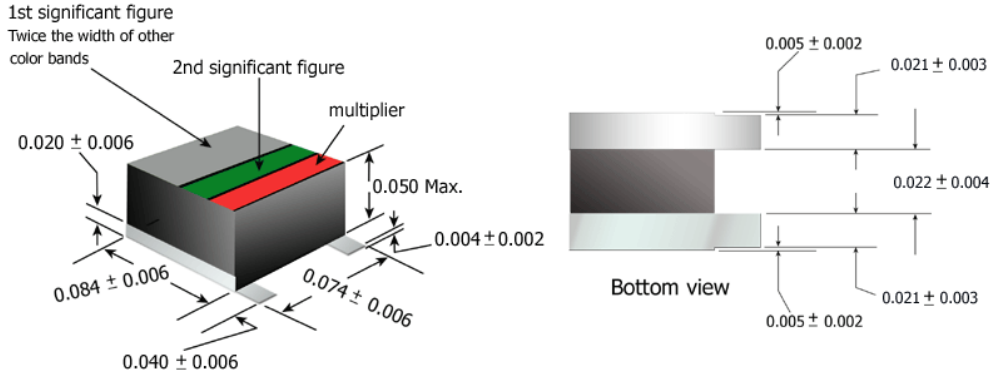 1st significant figure
Twice the width of other
color bands
2nd significant figure
multiplier
0.020 ± 0.006
0.050 Max.
0.004 ± 0.002
0.084 ± 0.006
0.074 ± 0.006
0.040 ± 0.006
0.005 ± 0.002
0.021 ± 0.003
0.022 ± 0.004
Bottom view
0.021 ± 0.003
0.005 ± 0.002